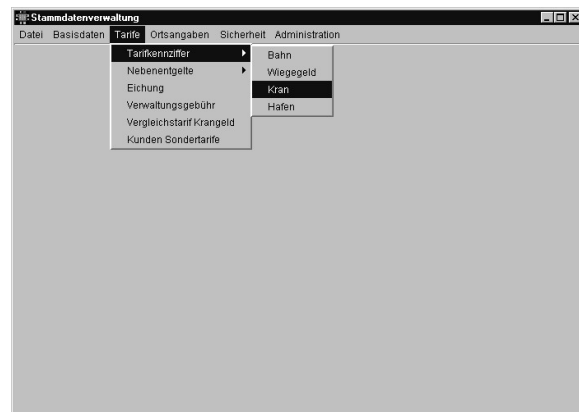 Stammdatenverwaltung
Datei Basisdaten Tarife Ortsangaben Sicherheit Administration
Tarifkennziffer
Nebenentgelte
Eichung
Verwaltungsgebühr
Vergleichstarif Krangeld
Kunden Sondertarife
Bahn
Wiegegeld
Kran
Hafen